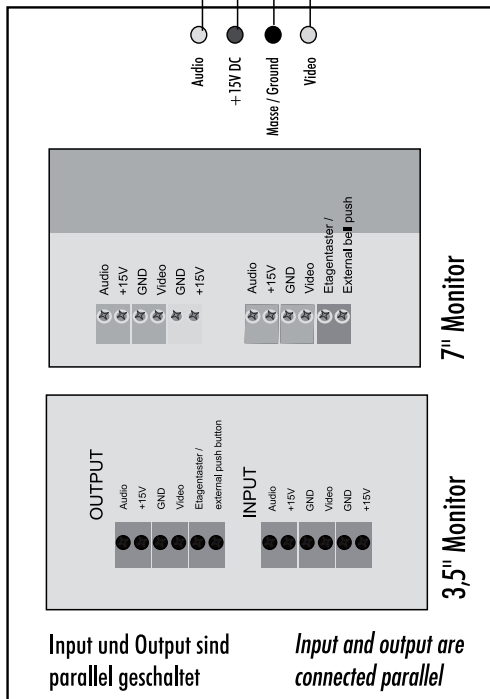 Audio
+15V DC
Masse / Ground
Video
Audio
+15V
GND
Video
GND
+15V
Audio
+15V
GND
Video
Etagentaster /
External bell push
7" Monitor
OUTPUT
Audio
+15V
GND
Video
Etagentaster /
external push button
INPUT
Audio
+15V
GND
Video
GND
+15V
3,5" Monitor
Input und Output sind
parallel geschaltet
Input and output are
connected parallel